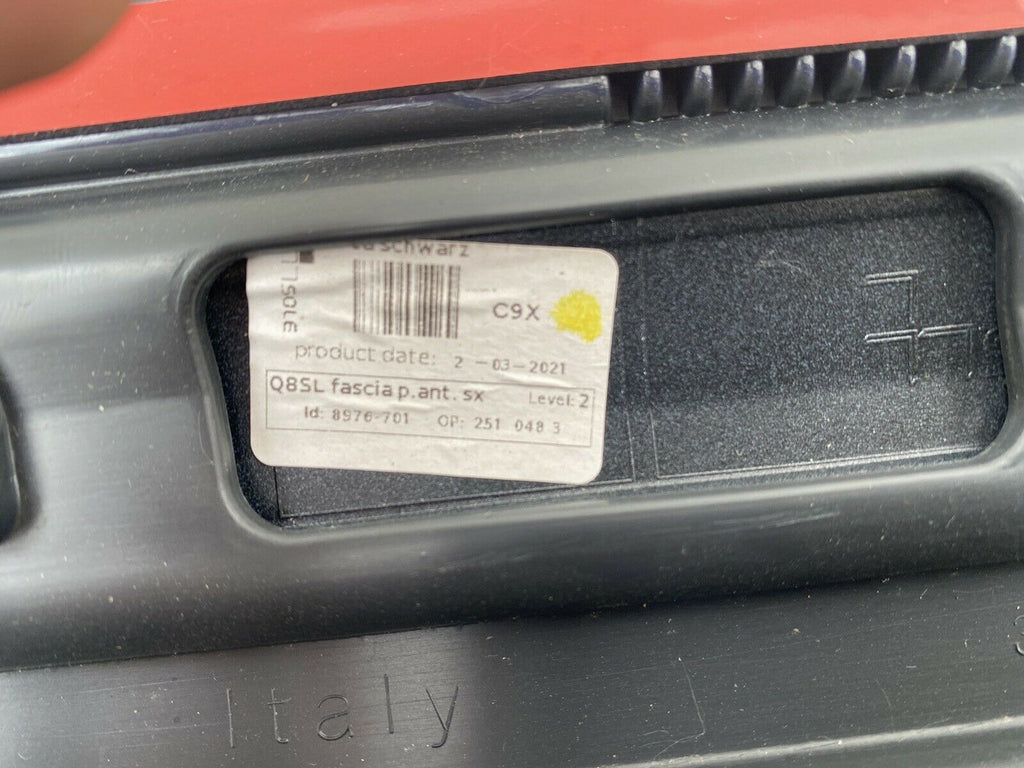 schwarz
C9X
product date: 2 -03-2021
Q8SL fascia p.ant. sx Level: 2
Id: 8976-701 OP: 251 048 3
Italy